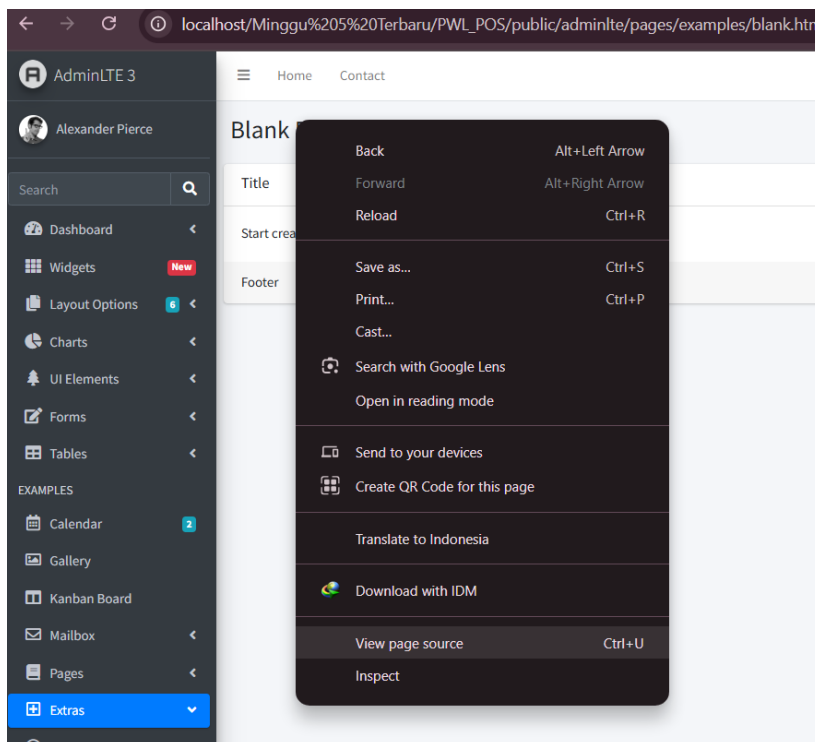 localhost/Minggu%205%20Terbaru/PWL_POS/public/adminlte/pages/examples/blank.htm
AdminLTE 3
Home Contact
Alexander Pierce
Blank
Search
Title
Start crea
Footer
Dashboard
Widgets New
Layout Options 6
Charts
UI Elements
Forms
Tables
EXAMPLES
Calendar 2
Gallery
Kanban Board
Mailbox
Pages
Extras
Back Alt+Left Arrow
Forward Alt+Right Arrow
Reload Ctrl+R
Save as... Ctrl+S
Print... Ctrl+P
Cast...
Search with Google Lens
Open in reading mode
Send to your devices
Create QR Code for this page
Translate to Indonesia
Download with IDM
View page source Ctrl+U
Inspect